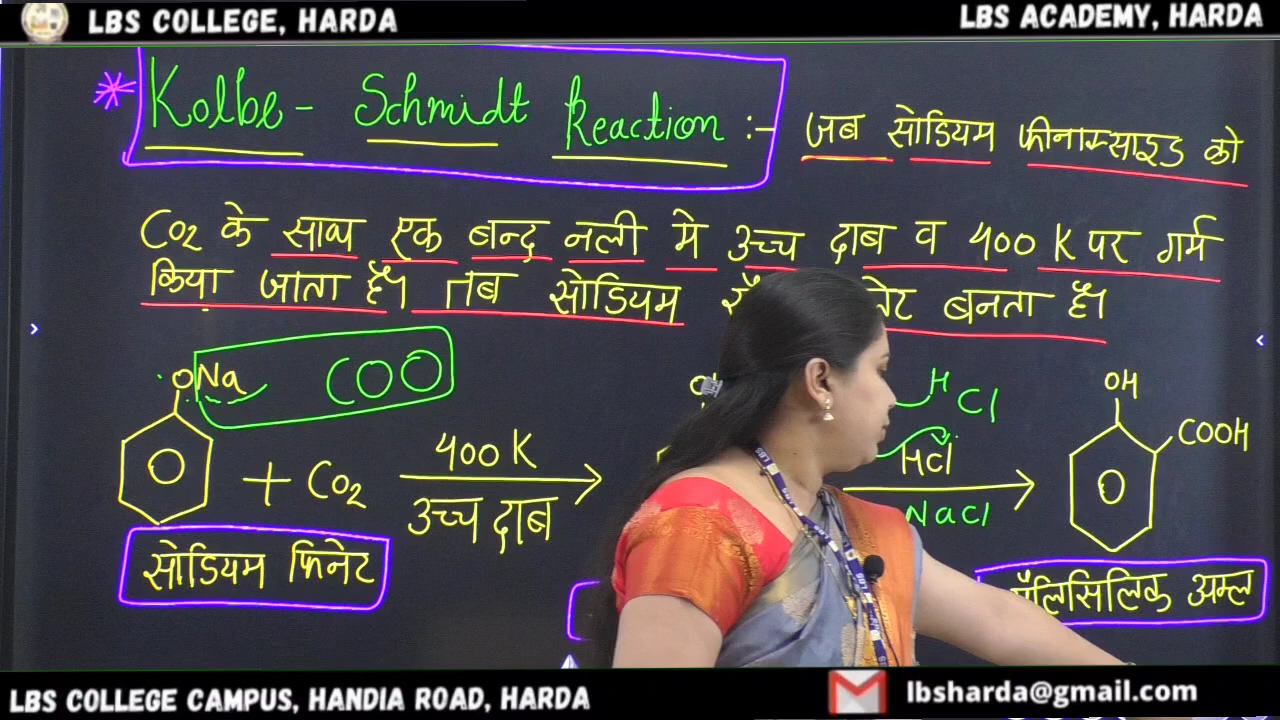 LBS COLLEGE, HARDA
LBS ACADEMY, HARDA
* Kolbe - Schmidt Reaction :- जब सोडियम फीनाक्साइड को
CO2 के साथ एक बन्द नली मे उच्च दाब व 400 K पर गर्म
किया जाता है। तब सोडियम बनता है।
ONa COO
+ CO2
400 K
उच्च दाब
सोडियम फिनेट
H Cl
HCl
NaCl
OH
COOH
अम्ल
LBS COLLEGE CAMPUS, HANDIA ROAD, HARDA
lbsharda@gmail.com